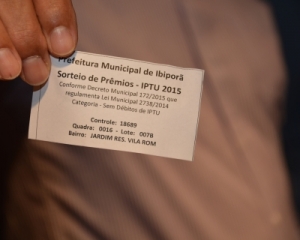 Prefeitura Municipal de Ibiporã
Sorteio de Prêmios - IPTU 2015
Conforme Decreto Municipal 172/2015 que
regulamenta Lei Municipal 2738/2014
Categoria - Sem Débitos de IPTU
Controle: 18689
Quadra: 0016 - Lote: 007B
Bairro: JARDIM RES. VILA ROM